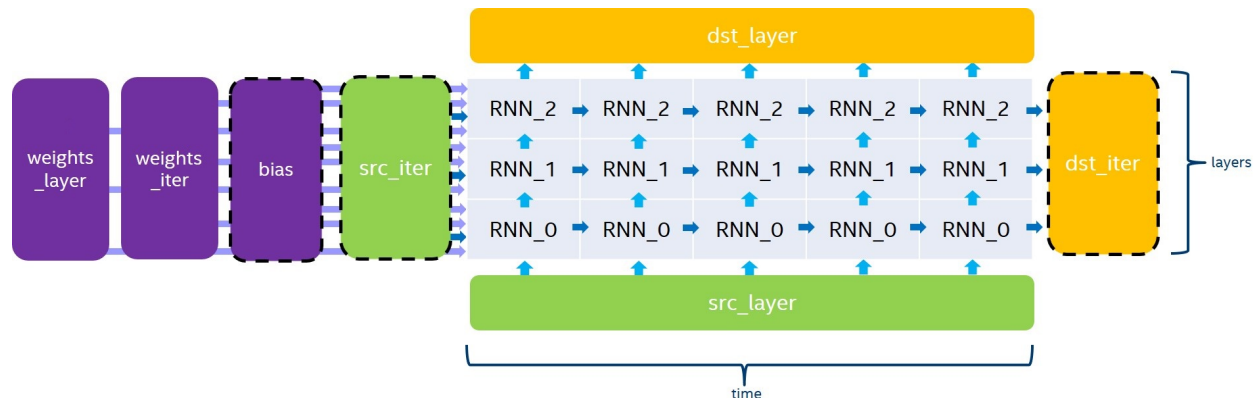 dst_layer
weights
_layer
weights
_iter
bias
src_iter
RNN_2 RNN_2 RNN_2 RNN_2 RNN_2
RNN_1 RNN_1 RNN_1 RNN_1 RNN_1
RNN_0 RNN_0 RNN_0 RNN_0 RNN_0
dst_iter
layers
src_layer
time